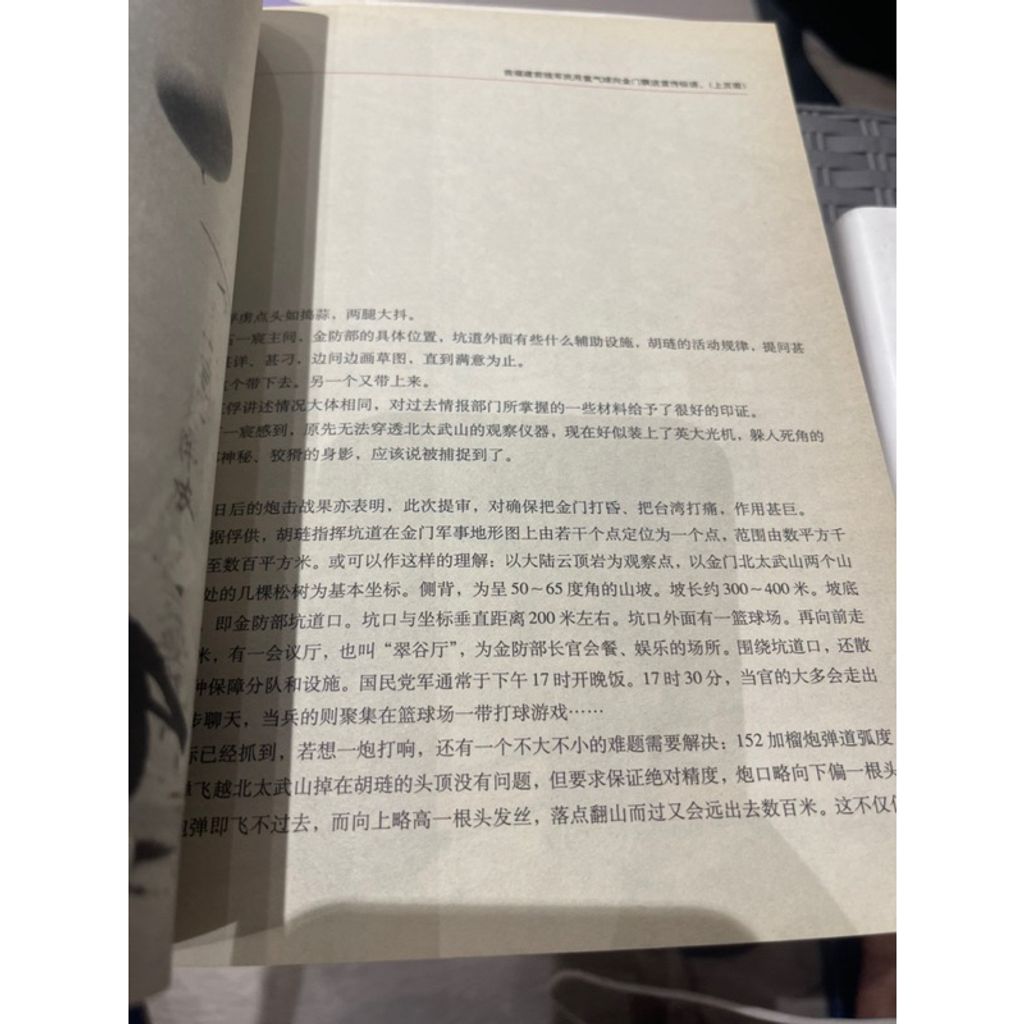 我福建前线军民用氢气球向金门飘送宣传标语。(上页图)
俘虏点头如捣蒜，两腿大抖。
一宸主问，金防部的具体位置，坑道外面有些什么辅助设施，胡琏的活动规律，提问甚
详、甚刁，边问边画草图，直到满意为止。
个带下去。另一个又带上来。
俘讲述情况大体相同，对过去情报部门所掌握的一些材料给予了很好的印证。
一宸感到，原先无法穿透北太武山的观察仪器，现在好似装上了英大光机，躲人死角的
神秘、狡猾的身影，应该说被捕捉到了。
日后的炮击战果亦表明，此次提审，对确保把金门打昏、把台湾打痛，作用甚巨。
据俘供，胡琏指挥坑道在金门军事地形图上由若干个点定位为一个点，范围由数平方千
至数百平方米。或可以作这样的理解：以大陆云顶岩为观察点，以金门北太武山两个山
处的几棵松树为基本坐标。侧背，为呈50～65度角的山坡。坡长约300～400米。坡底
即金防部坑道口。坑口与坐标垂直距离200米左右。坑口外面有一篮球场。再向前走
米，有一会议厅，也叫“翠谷厅”，为金防部长官会餐、娱乐的场所。围绕坑道口，还散
种保障分队和设施。国民党军通常于下午17时开晚饭。17时30分，当官的大多会走出
步聊天，当兵的则聚集在篮球场一带打球游戏……
标已经抓到，若想一炮打响，还有一个不大不小的难题需要解决：152加榴炮弹道弧度
飞越北太武山掉在胡琏的头顶没有问题，但要求保证绝对精度，炮口略向下偏一根头
炮弹即飞不过去，而向上略高一根头发丝，落点翻山而过又会远出去数百米。这不仅